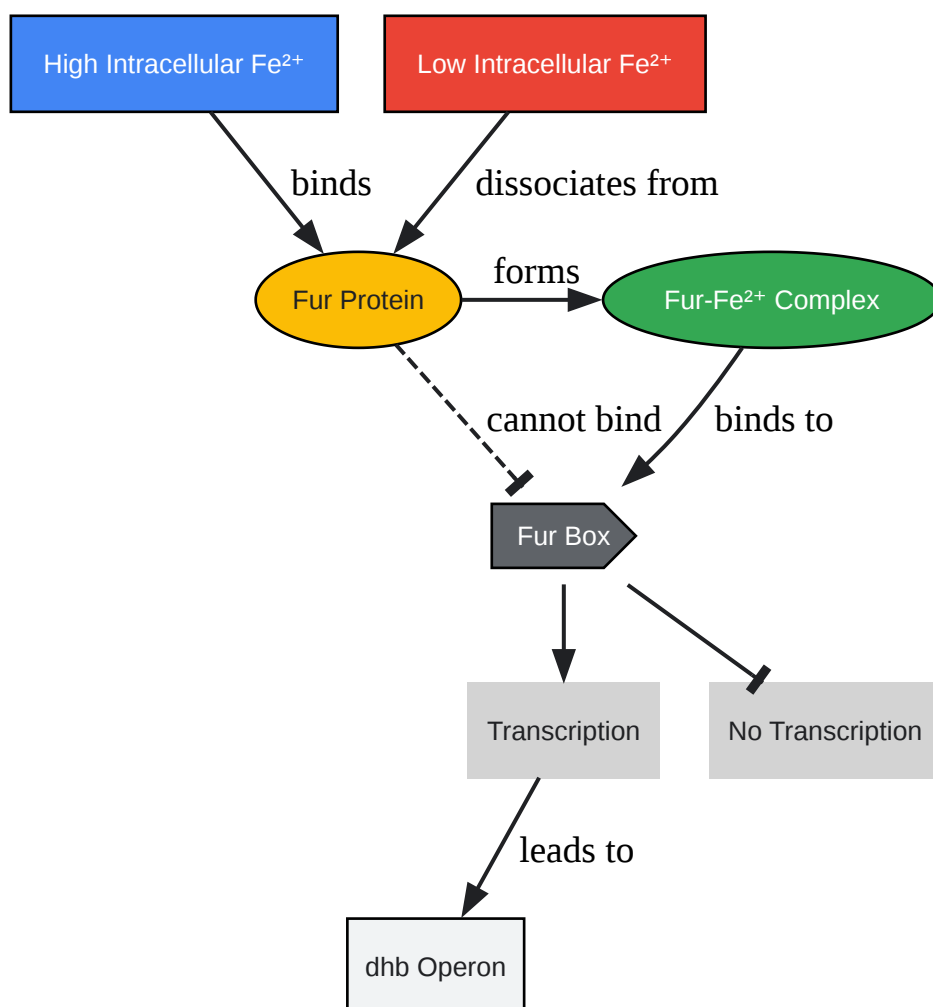 High Intracellular Fe²⁺
Low Intracellular Fe²⁺
binds
dissociates from
Fur Protein
forms
Fur-Fe²⁺ Complex
cannot bind
binds to
Fur Box
Transcription
No Transcription
leads to
dhb Operon